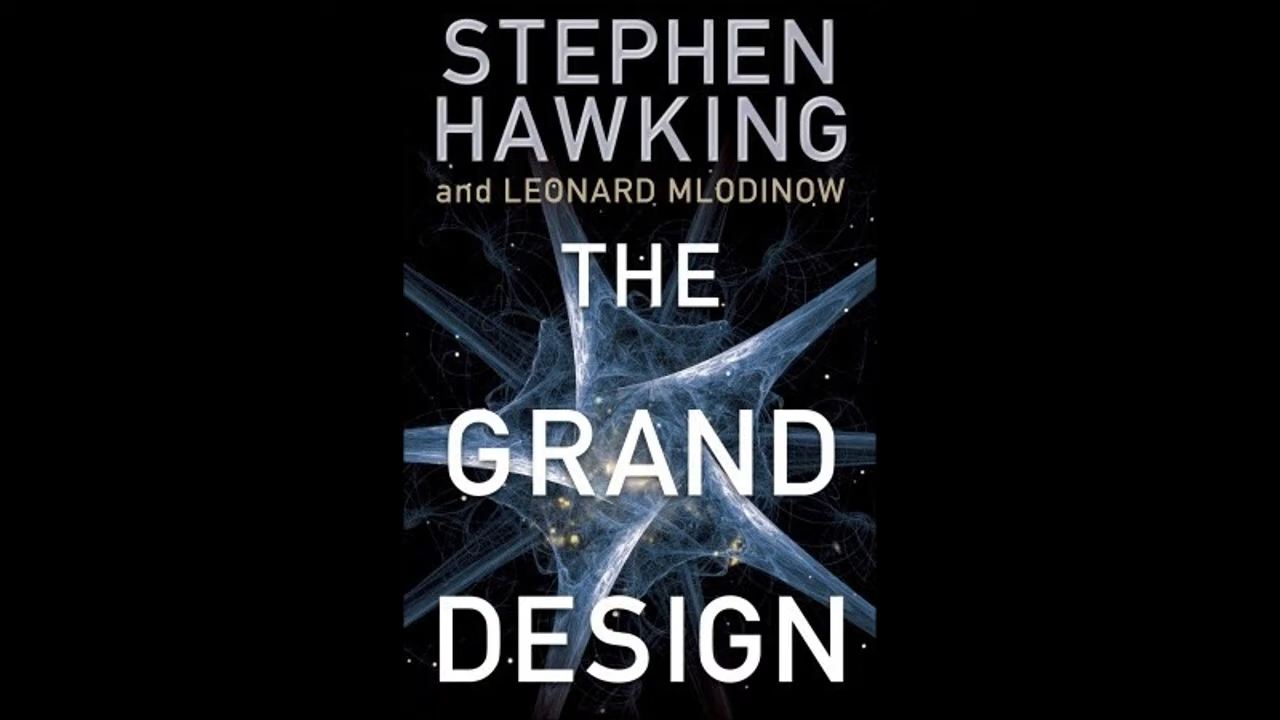 STEPHEN
HAWKING
and LEONARD MLODINOW
THE
GRAND
DESIGN